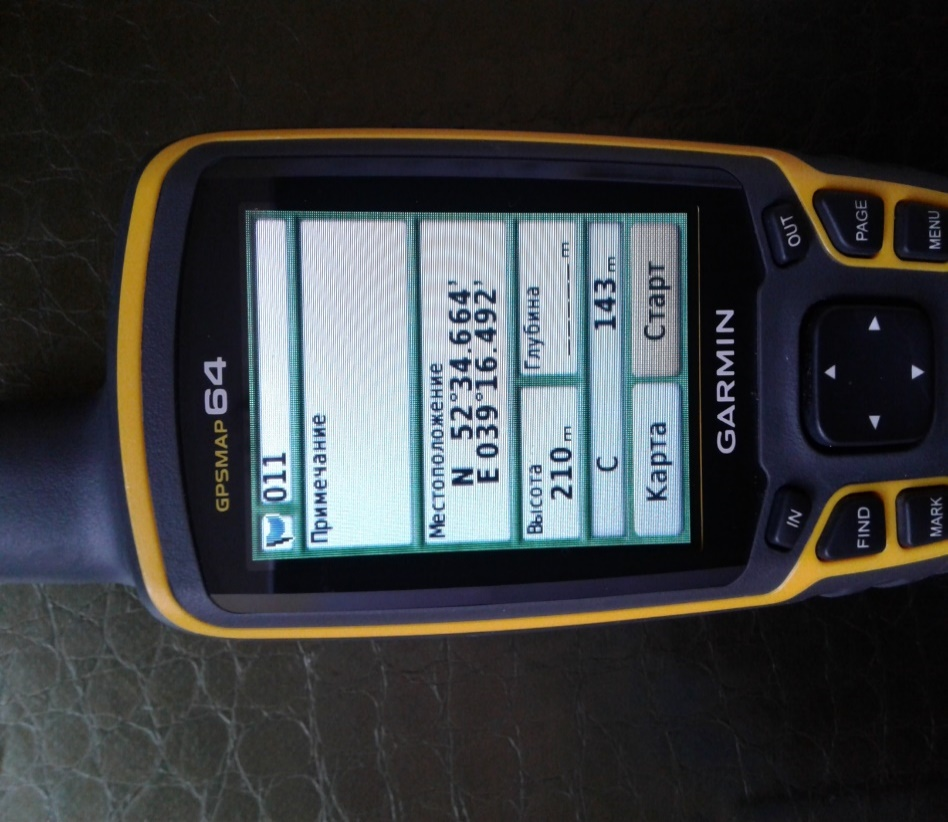 GPSMAP 64
011
Примечание
Местоположение
N 52°34.664'
E 039°16.492'
Высота
210 m
Глубина
_______ m
С 143 m
Карта Старт
GARMIN
IN OUT
FIND PAGE
MARK MENU